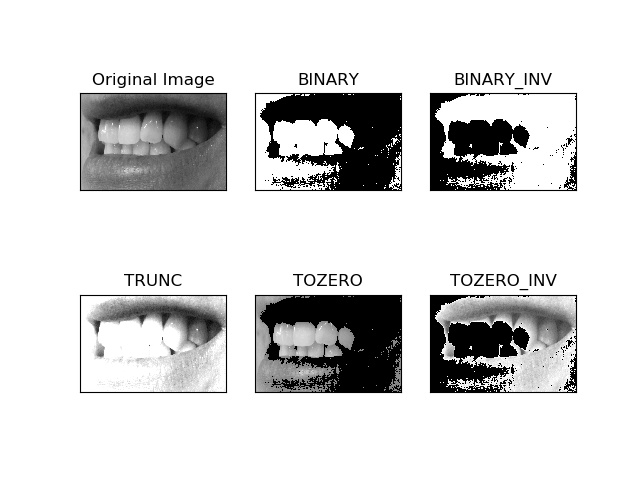 Original Image
BINARY
BINARY_INV
TRUNC
TOZERO
TOZERO_INV